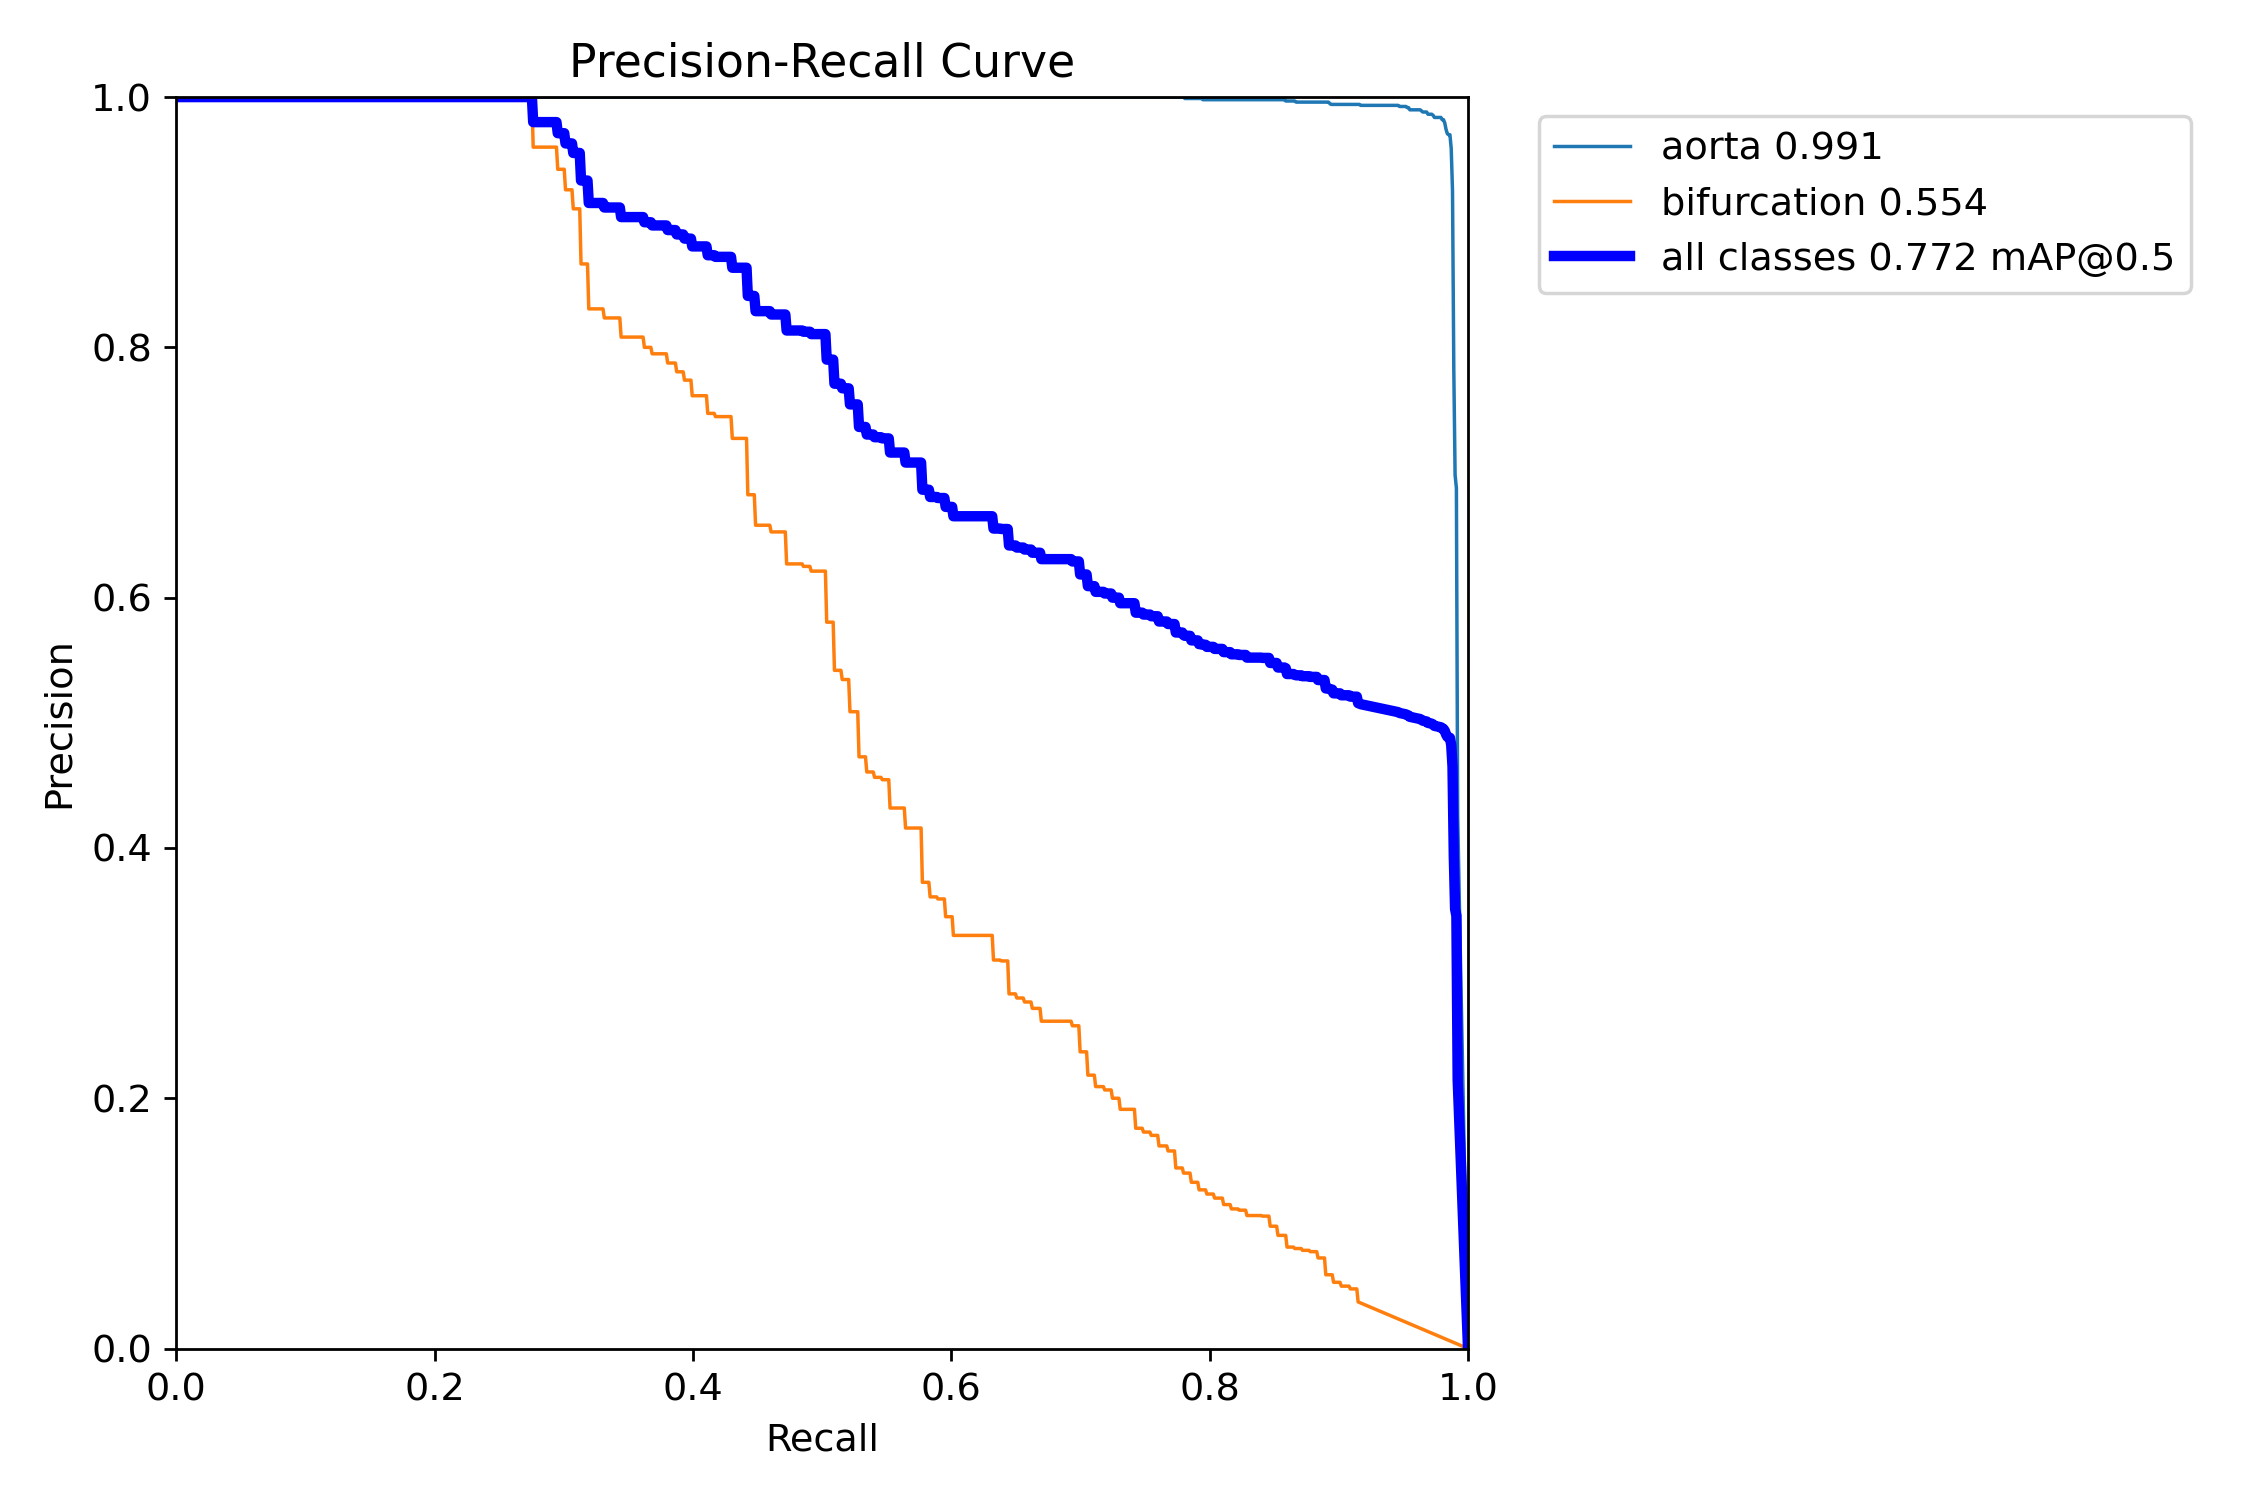 Precision-Recall Curve
1.0
0.8
0.6
0.4
0.2
0.0
Precision
0.0 0.2 0.4 0.6 0.8 1.0
Recall
aorta 0.991
bifurcation 0.554
all classes 0.772 mAP@0.5